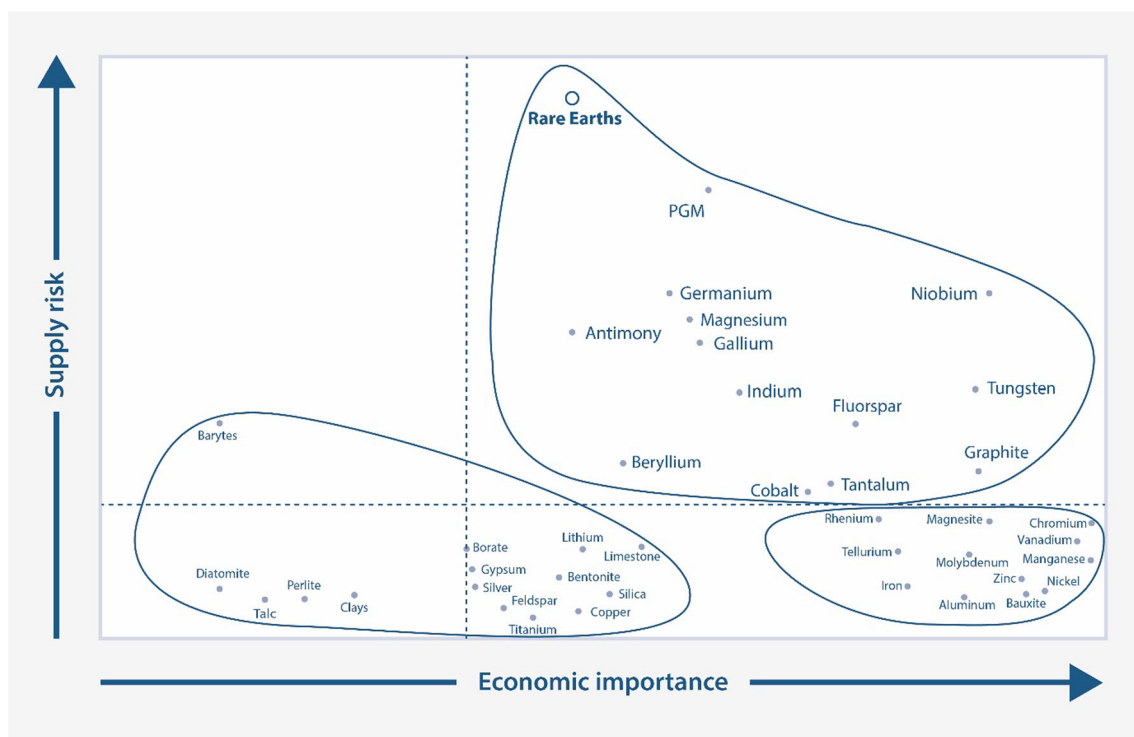 Supply risk
Rare Earths
PGM
Germanium
Niobium
Magnesium
Antimony
Gallium
Indium
Tungsten
Fluorspar
Barytes
Graphite
Beryllium
Tantalum
Cobalt
Rhenium
Magnesite
Chromium
Lithium
Vanadium
Borate
Limestone
Tellurium
Molybdenum
Manganese
Gypsum
Bentonite
Diatomite
Perlite
Silver
Zinc
Nickel
Iron
Silica
Feldspar
Clays
Talc
Copper
Aluminum
Bauxite
Titanium
Economic importance